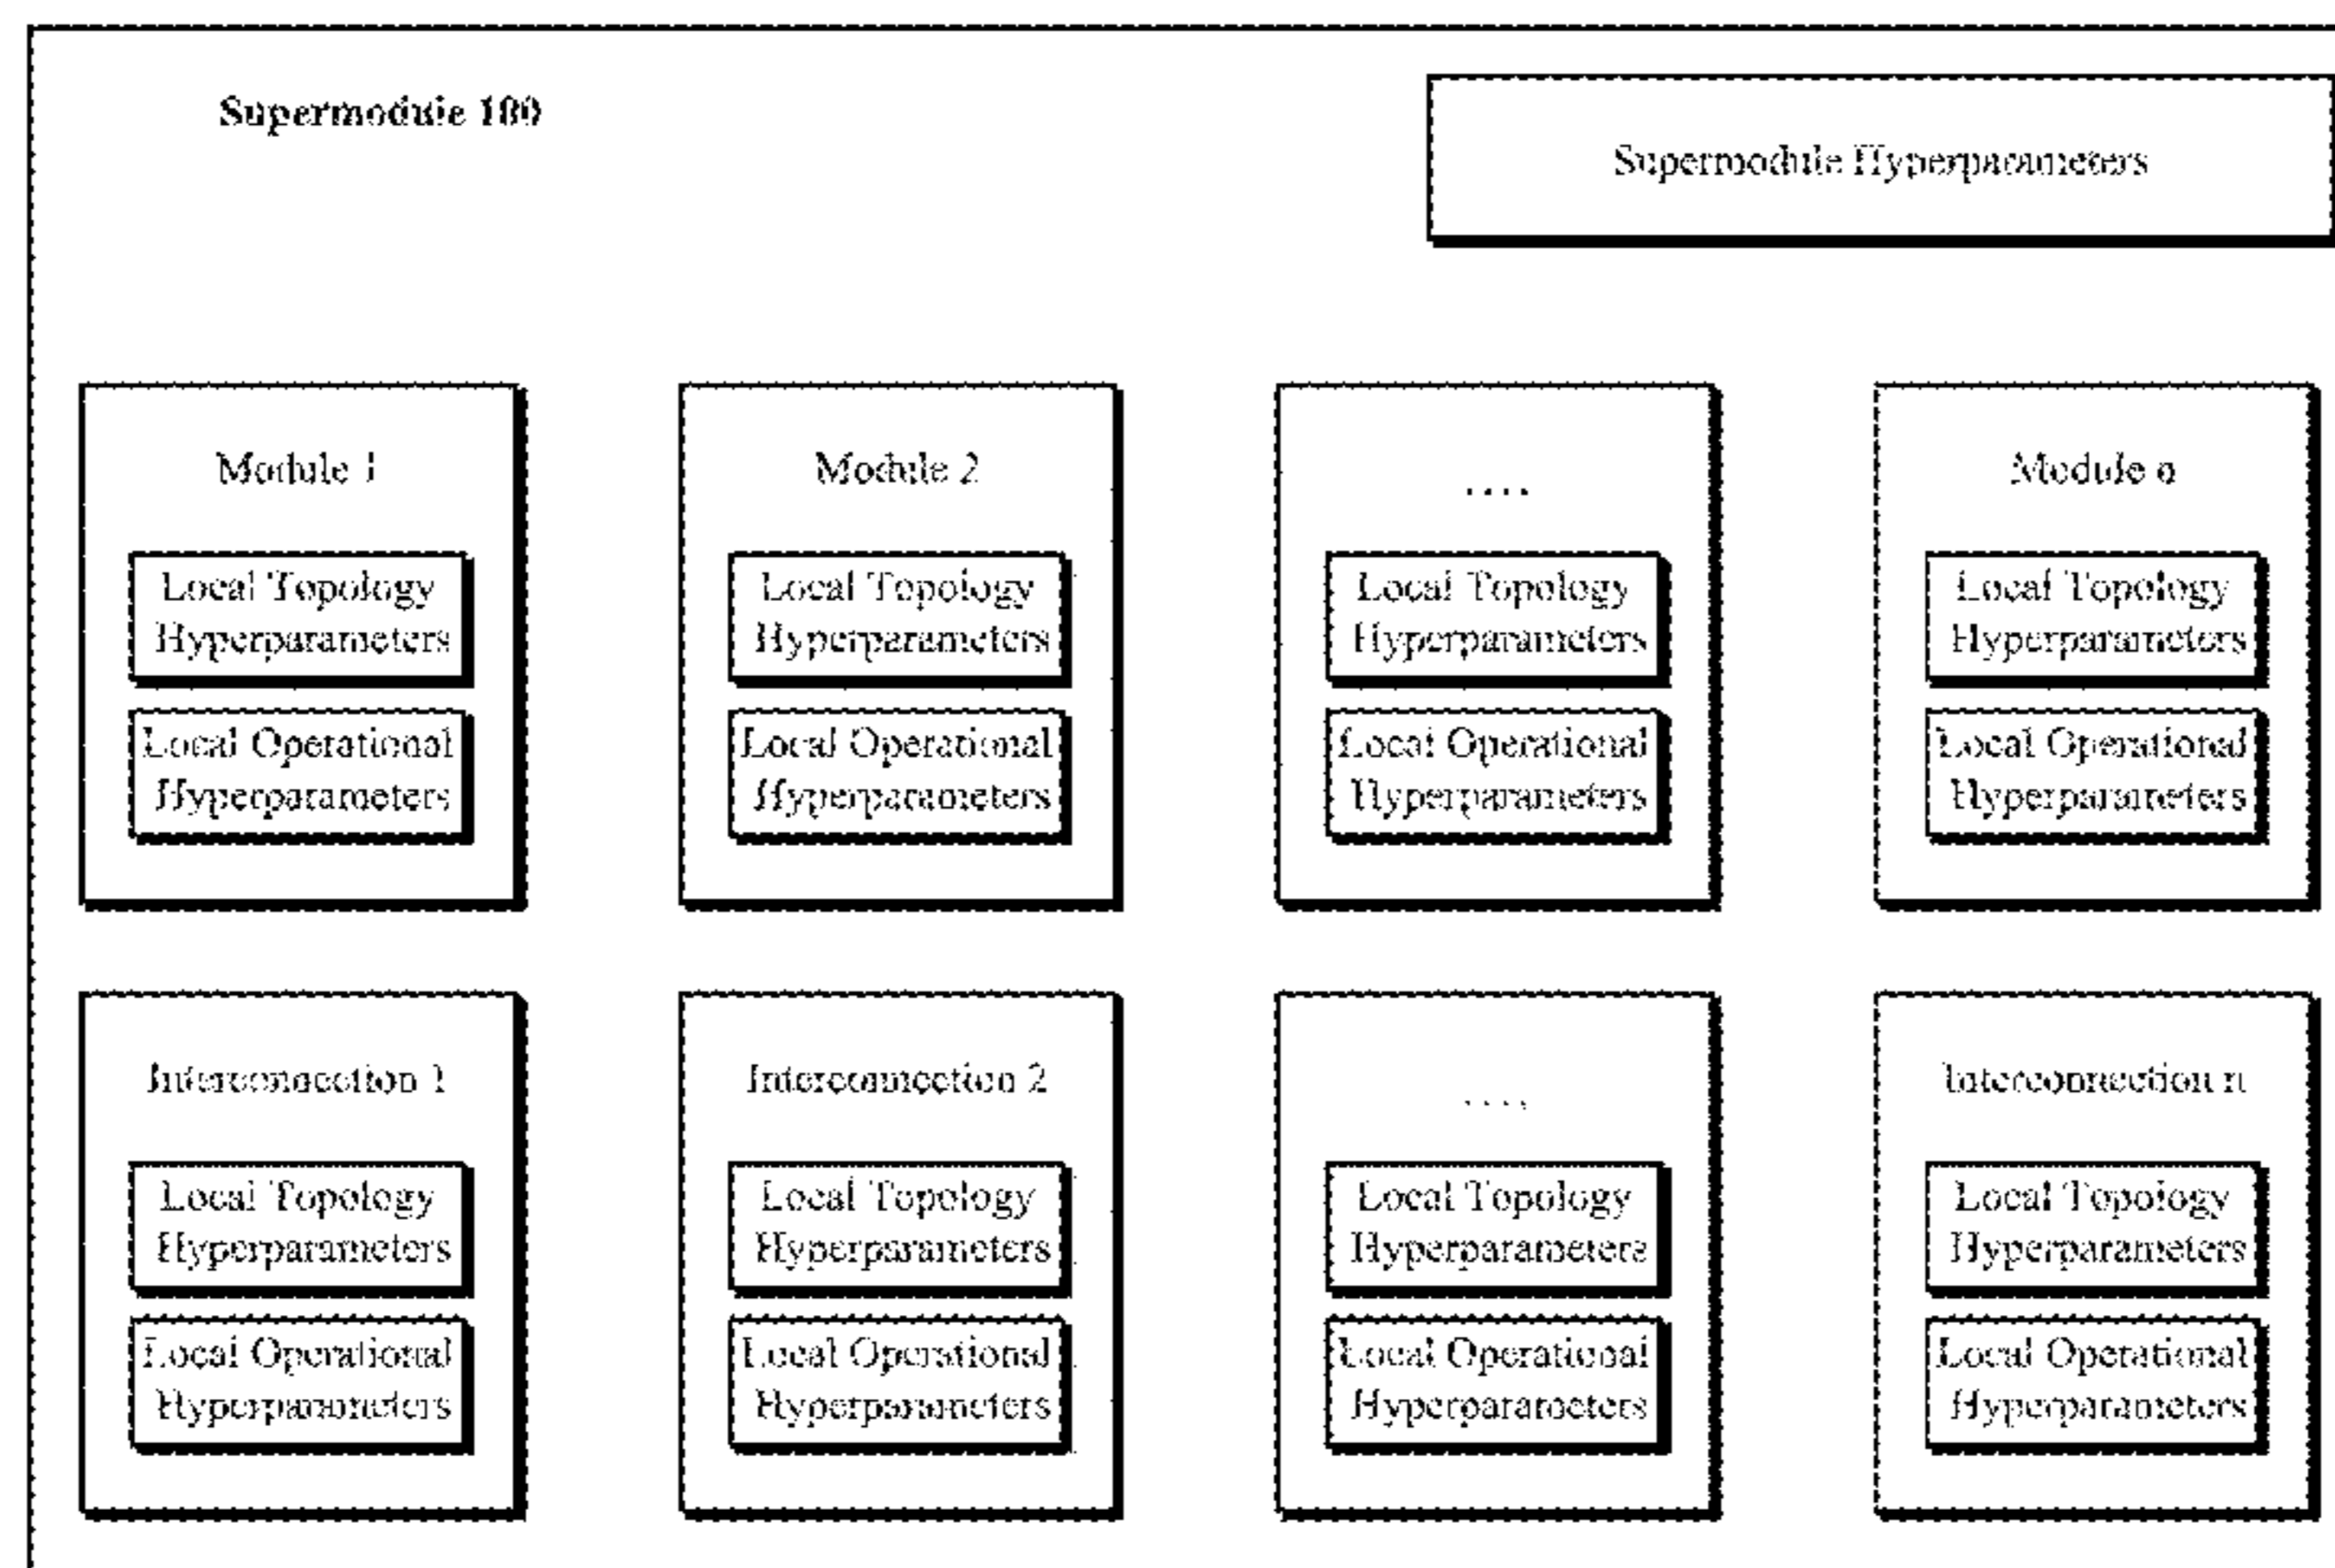 Supermodule 100
Supermodule Hyperparameters
Module 1
Local Topology
Hyperparameters
Local Operational
Hyperparameters
Module 2
Local Topology
Hyperparameters
Local Operational
Hyperparameters
....
Local Topology
Hyperparameters
Local Operational
Hyperparameters
Module n
Local Topology
Hyperparameters
Local Operational
Hyperparameters
Interconnection 1
Local Topology
Hyperparameters
Local Operational
Hyperparameters
Interconnection 2
Local Topology
Hyperparameters
Local Operational
Hyperparameters
....
Local Topology
Hyperparameters
Local Operational
Hyperparameters
Interconnection n
Local Topology
Hyperparameters
Local Operational
Hyperparameters